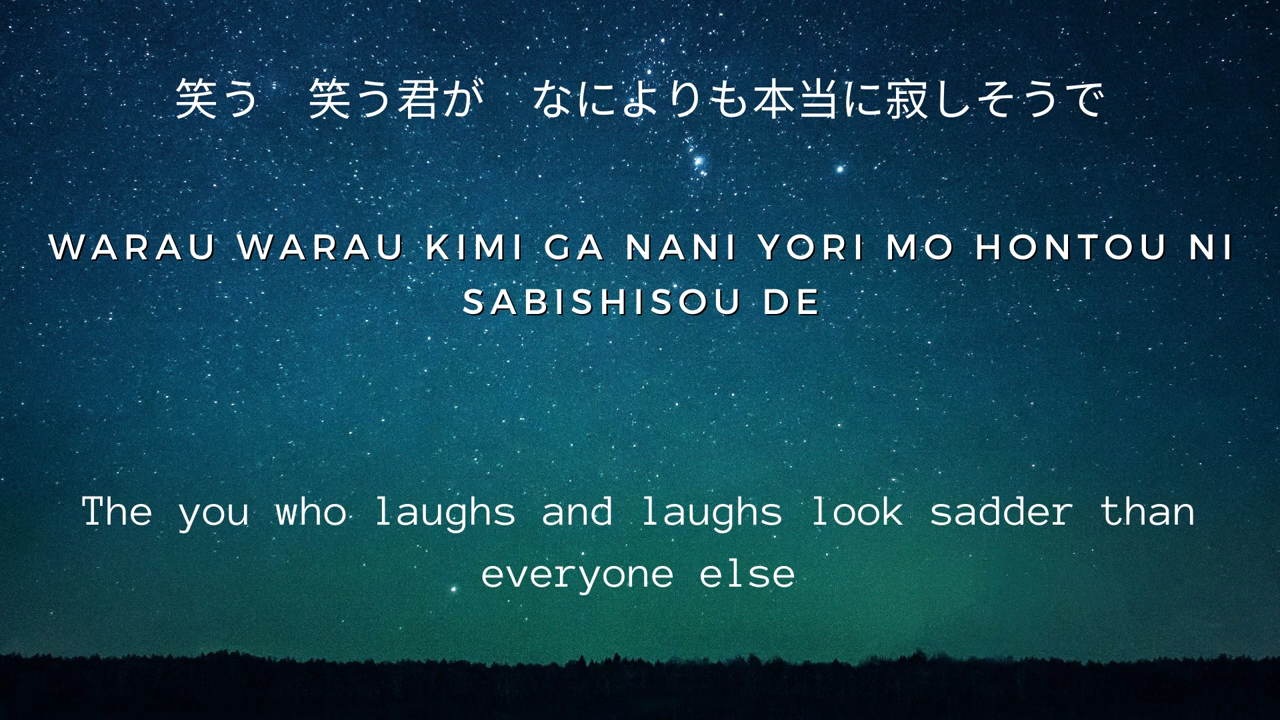 笑う　笑う君が　なによりも本当に寂しそうで
WARAU WARAU KIMI GA NANI YORI MO HONTOU NI
SABISHISOU DE
The you who laughs and laughs look sadder than
everyone else